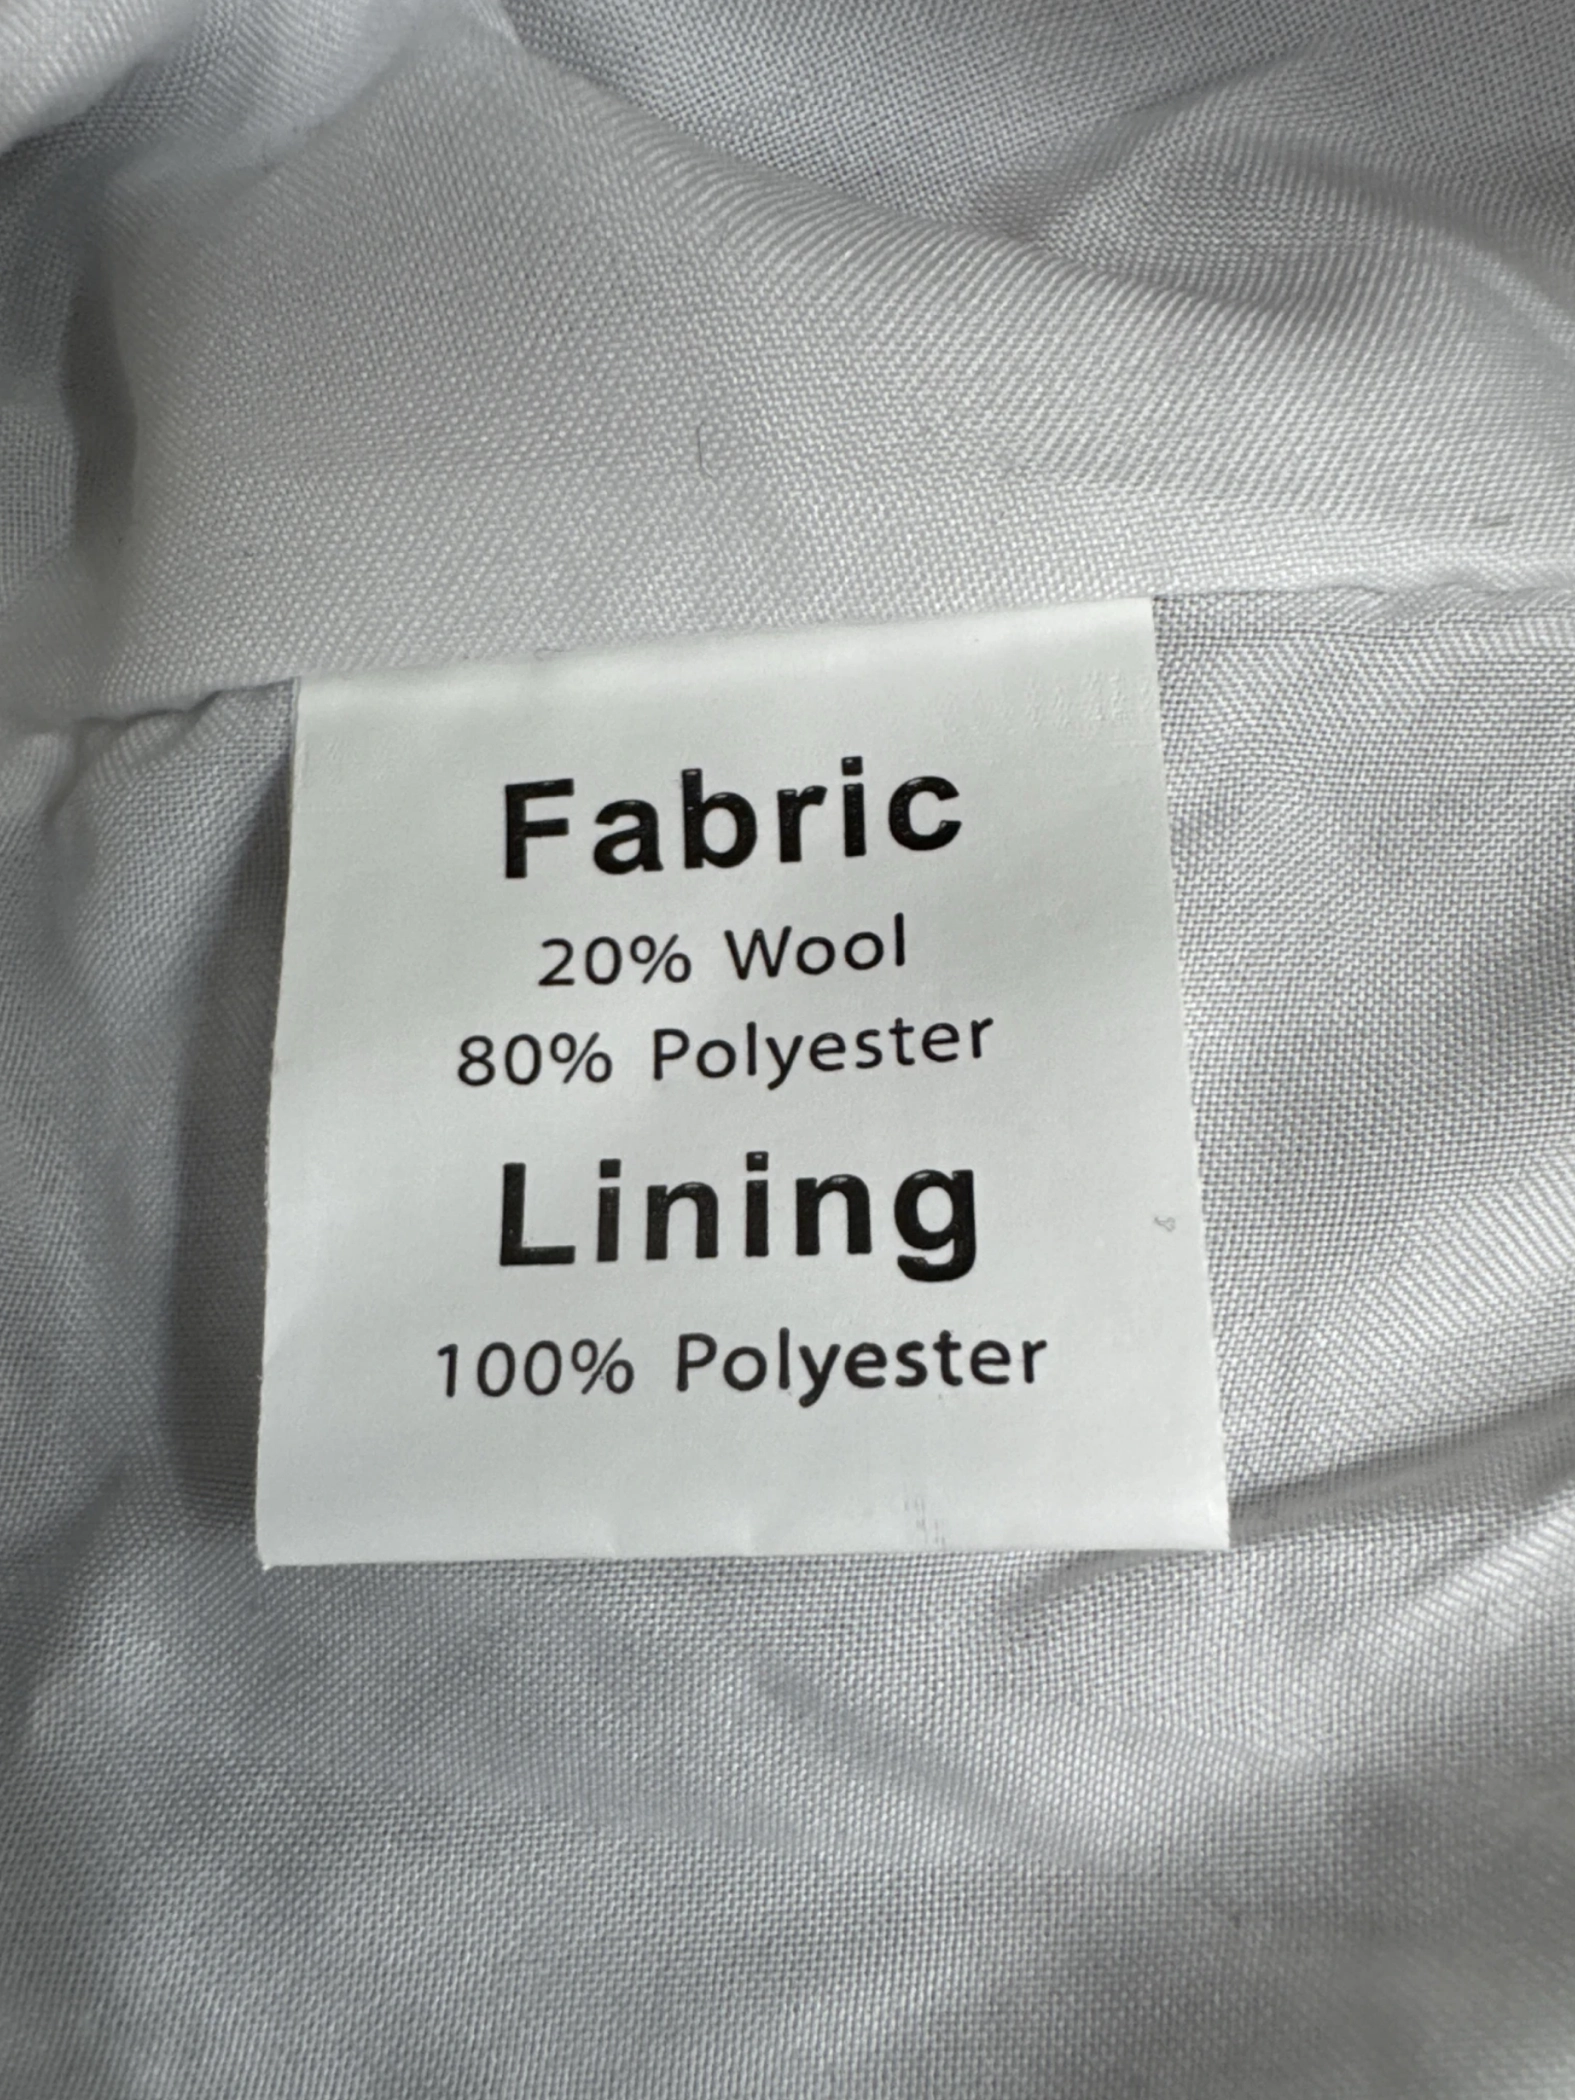 Fabric
20% Wool
80% Polyester
Lining
100% Polyester